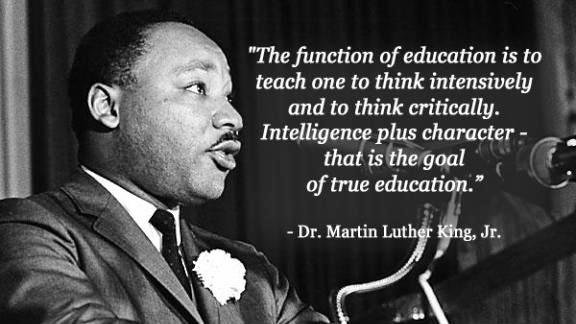 "The function of education is to
teach one to think intensively
and to think critically.
Intelligence plus character -
that is the goal
of true education.”
- Dr. Martin Luther King, Jr.